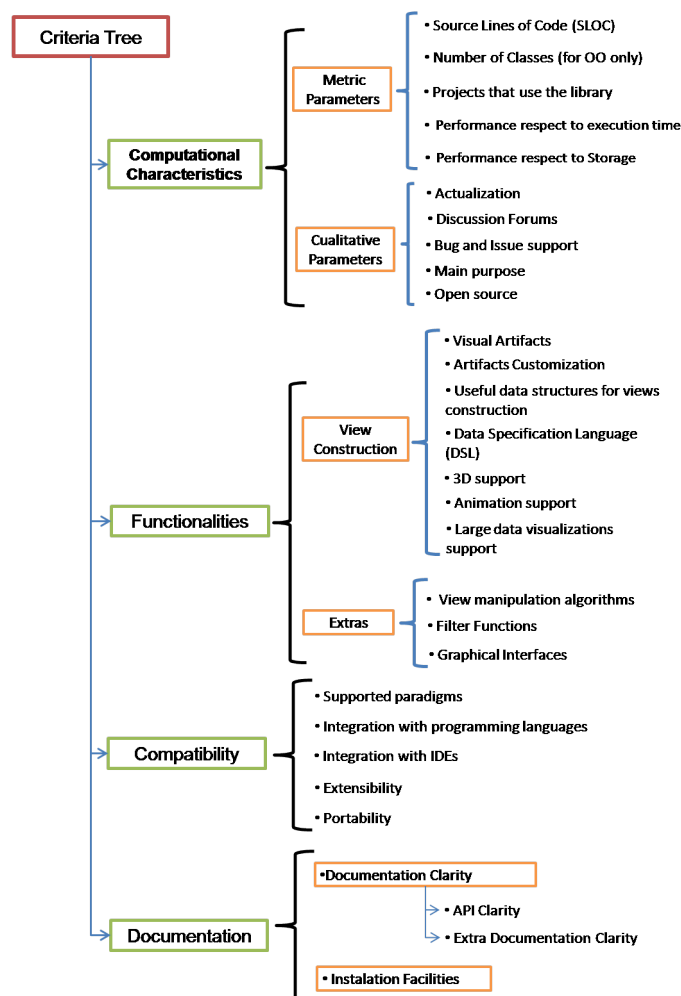 Criteria Tree
Computational
Characteristics
Metric
Parameters
• Source Lines of Code (SLOC)
• Number of Classes (for OO only)
• Projects that use the library
• Performance respect to execution time
• Performance respect to Storage
Cualitative
Parameters
• Actualization
• Discussion Forums
• Bug and Issue support
• Main purpose
• Open source
Functionalities
View
Construction
• Visual Artifacts
• Artifacts Customization
• Useful data structures for views
construction
• Data Specification Language
(DSL)
• 3D support
• Animation support
• Large data visualizations
support
Extras
• View manipulation algorithms
• Filter Functions
• Graphical Interfaces
Compatibility
• Supported paradigms
• Integration with programming languages
• Integration with IDEs
• Extensibility
• Portability
Documentation
•Documentation Clarity
• API Clarity
• Extra Documentation Clarity
• Instalation Facilities